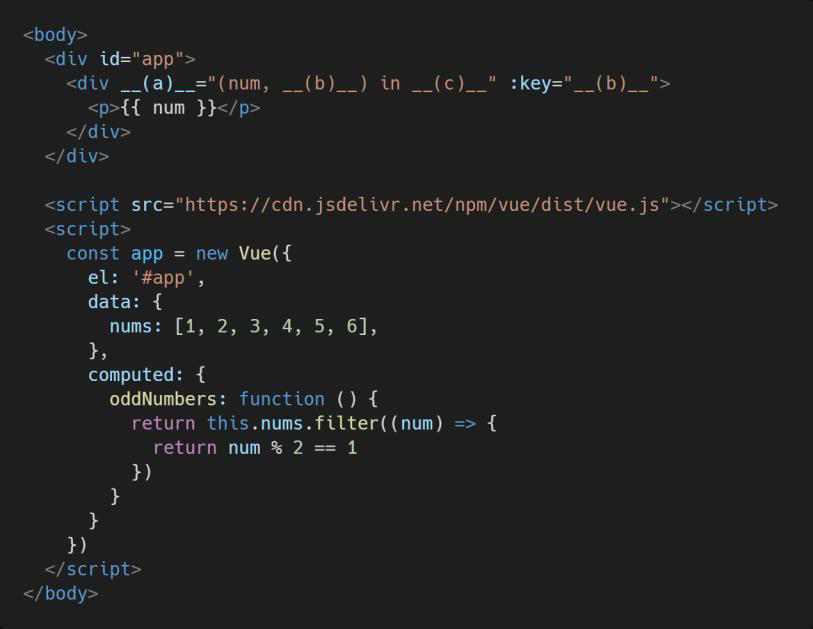 <body>
  <div id="app">
    <div __(a)__="(num, __(b)__) in __(c)__" :key="__(b)__">
      <p>{{ num }}</p>
    </div>
  </div>

  <script src="https://cdn.jsdelivr.net/npm/vue/dist/vue.js"></script>
  <script>
    const app = new Vue({
      el: '#app',
      data: {
        nums: [1, 2, 3, 4, 5, 6],
      },
      computed: {
        oddNumbers: function () {
          return this.nums.filter((num) => {
            return num % 2 == 1
          })
        }
      }
    })
  </script>
</body>